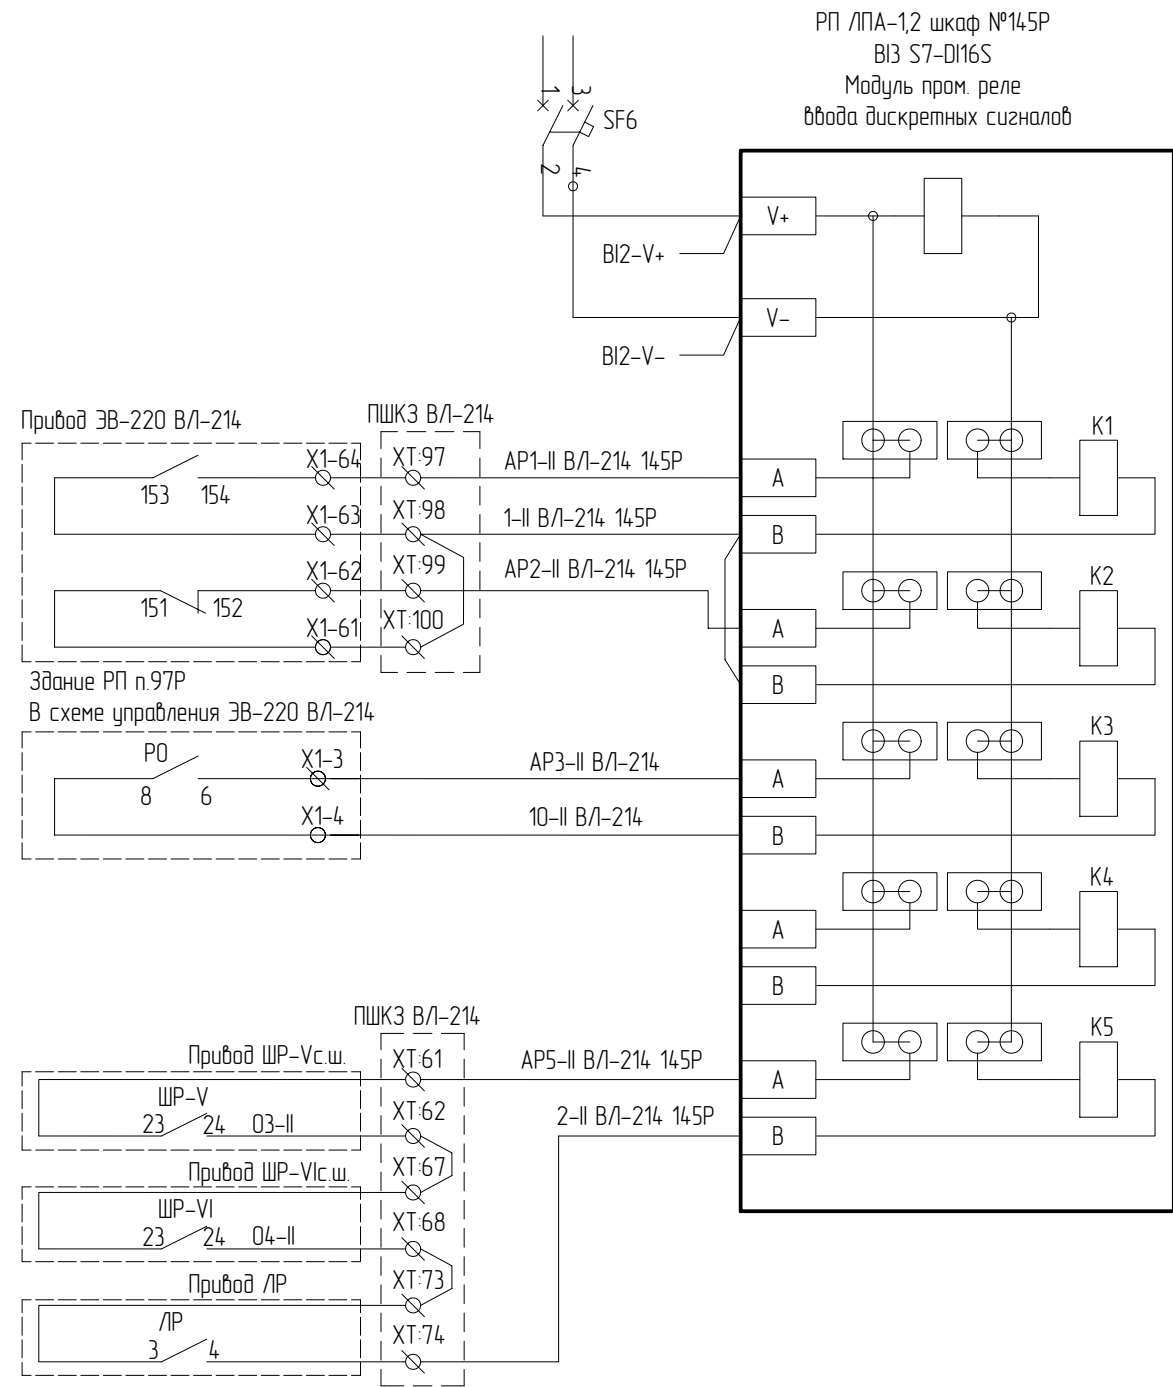 РП ЛПА-1,2 шкаф №145Р
BI3 S7-DI16S
Модуль пром. реле
ввода дискретных сигналов
1 3
SF6
2 4
V+
BI2-V+
V-
BI2-V-
Привод ЭВ-220 ВЛ-214
ПШК3 ВЛ-214
K1
X1-64 XT:97 АР1-II ВЛ-214 145Р
A
153 154
X1-63 XT:98 1-II ВЛ-214 145Р
B
X1-62 XT:99 АР2-II ВЛ-214 145Р
K2
151 152
X1-61 XT:100
A
B
Здание РП п.97Р
В схеме управления ЭВ-220 ВЛ-214
K3
РО X1-3 АР3-II ВЛ-214
A
8 6
X1-4 10-II ВЛ-214
B
K4
A
B
ПШК3 ВЛ-214
K5
Привод ШР-Vс.ш. XT:61 АР5-II ВЛ-214 145Р
A
ШР-V
23 24 03-II XT:62 2-II ВЛ-214 145Р
B
Привод ШР-VIс.ш. XT:67
ШР-VI
23 24 04-II XT:68
Привод ЛР XT:73
ЛР
3 4 XT:74